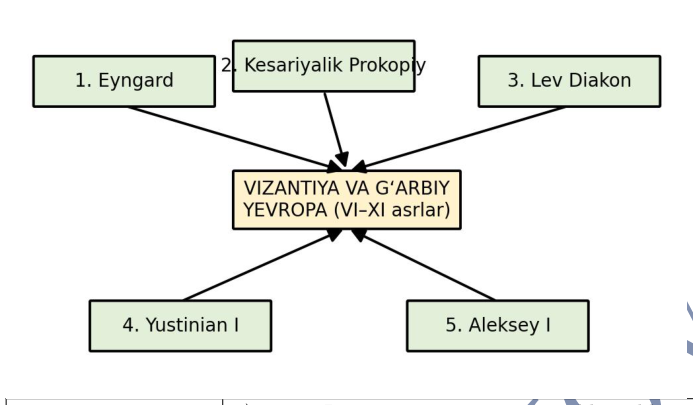 1. Eyngard
2. Kesariyalik Prokopiy
3. Lev Diakon
VIZANTIYA VA G‘ARBIY
YEVROPA (VI–XI asrlar)
4. Yustinian I
5. Aleksey I